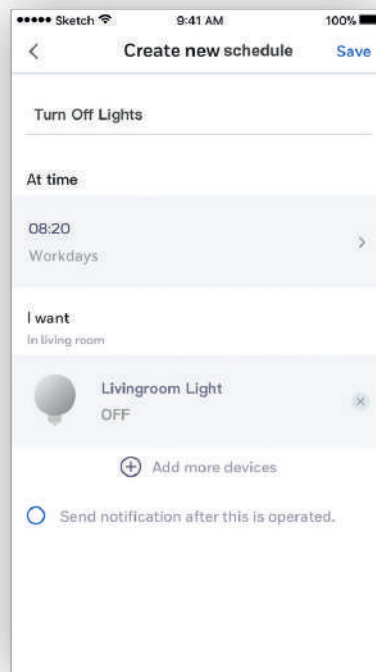 Sketch 9:41 AM 100%
Create new schedule Save
Turn Off Lights
At time
08:20
Workdays
I want
In living room
Livingroom Light
OFF
Add more devices
Send notification after this is operated.